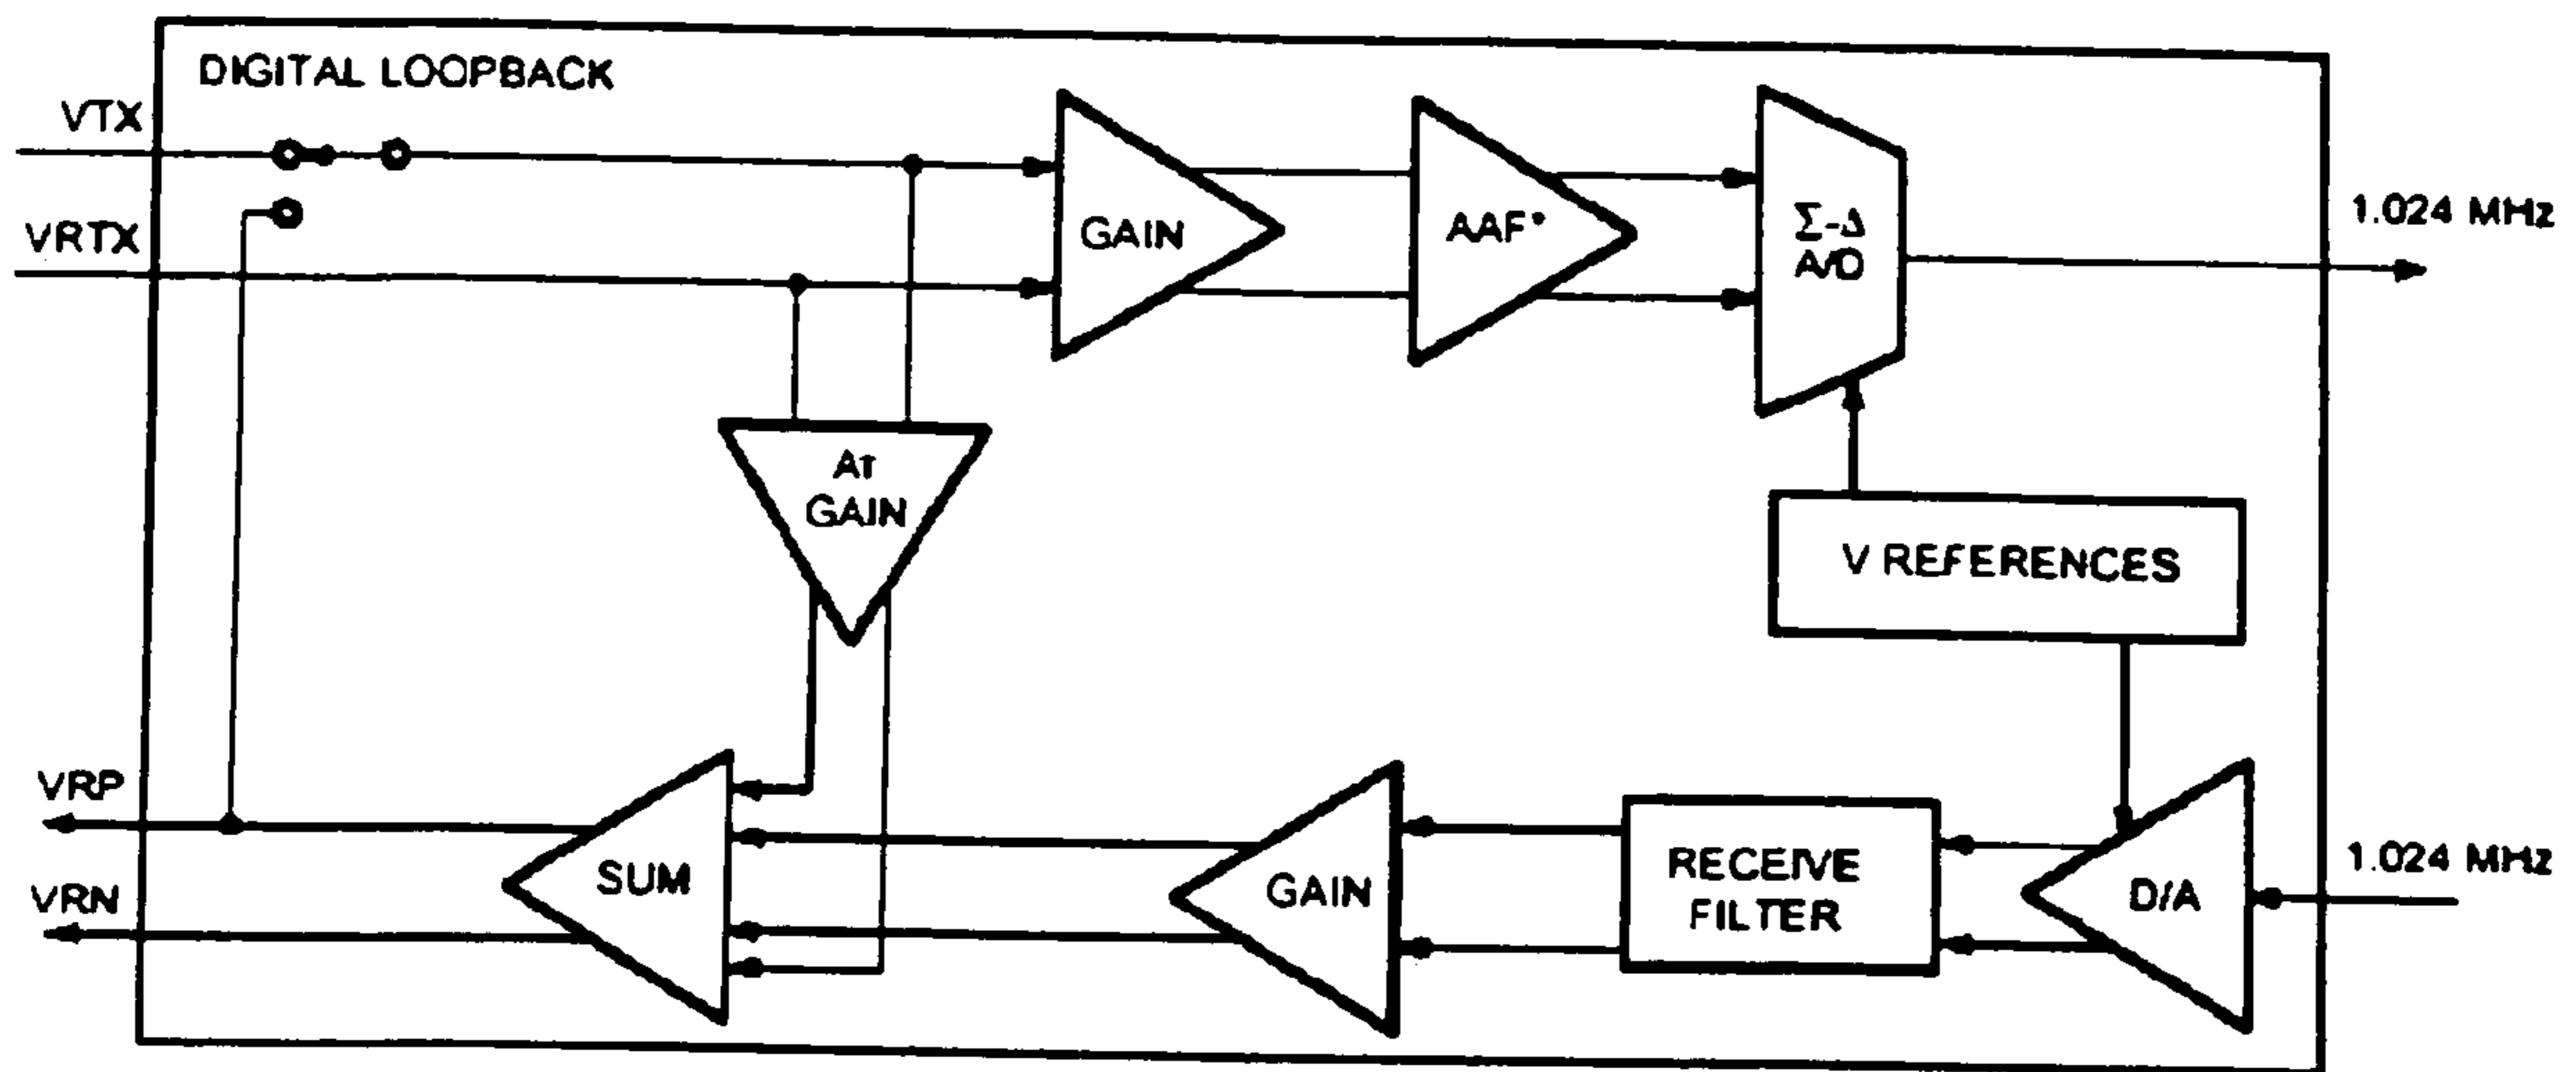 DIGITAL LOOPBACK
VTX
VRTX
GAIN
AAF*
Σ-Δ
A/D
1.024 MHz
AT
GAIN
V REFERENCES
VRP
VRN
SUM
GAIN
RECEIVE
FILTER
D/A
1.024 MHz